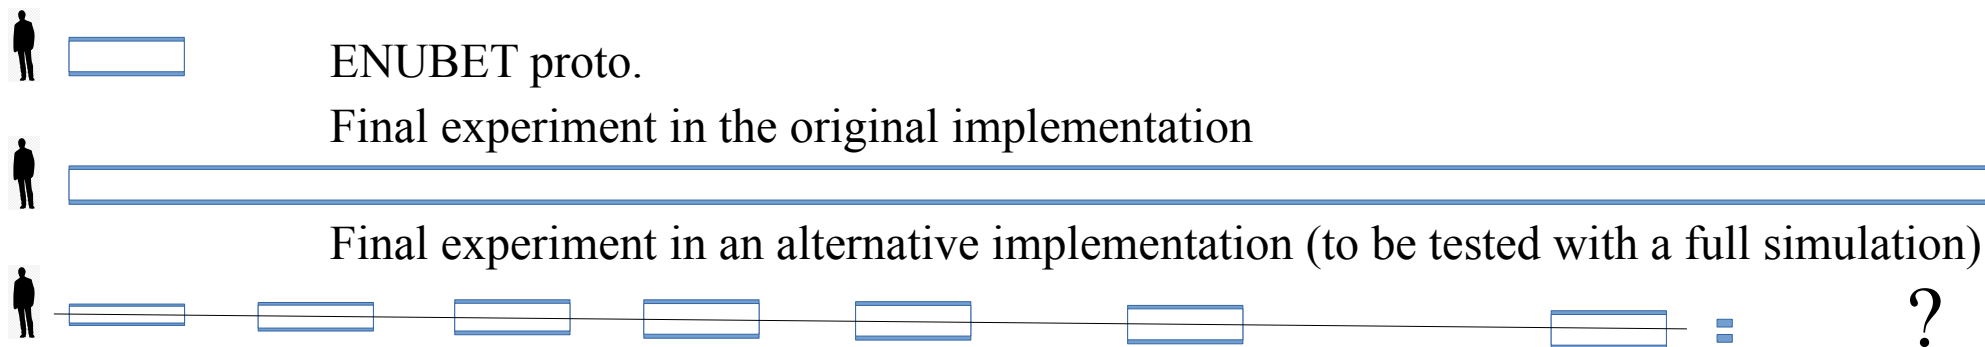 ENUBET proto.
Final experiment in the original implementation
Final experiment in an alternative implementation (to be tested with a full simulation)
?